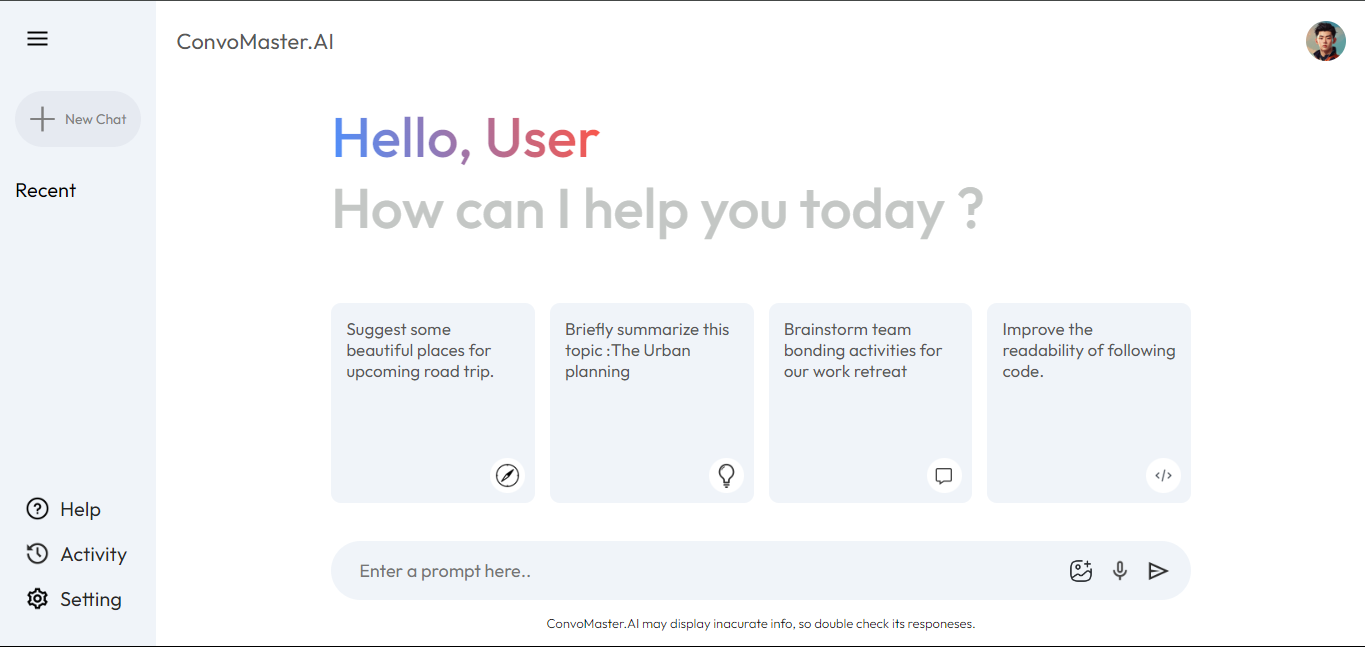 ConvoMaster.AI
New Chat
Recent
Help
Activity
Setting
Hello, User
How can I help you today ?
Suggest some
beautiful places for
upcoming road trip.
Briefly summarize this
topic :The Urban
planning
Brainstorm team
bonding activities for
our work retreat
Improve the
readability of following
code.
Enter a prompt here..
ConvoMaster.AI may display inacurate info, so double check its responeses.